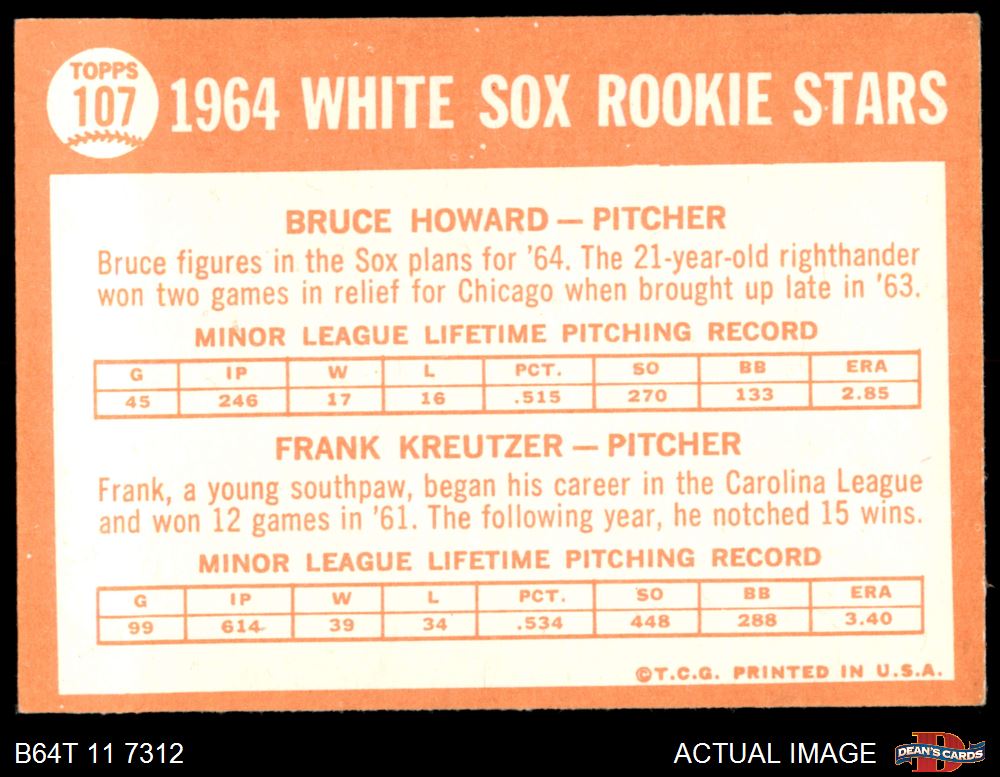 TOPPS
107
1964 WHITE SOX ROOKIE STARS
BRUCE HOWARD — PITCHER
Bruce figures in the Sox plans for '64. The 21-year-old righthander
won two games in relief for Chicago when brought up late in '63.
MINOR LEAGUE LIFETIME PITCHING RECORD
G IP W L PCT. SO BB ERA
45 246 17 16 .515 270 133 2.85
FRANK KREUTZER — PITCHER
Frank, a young southpaw, began his career in the Carolina League
and won 12 games in '61. The following year, he notched 15 wins.
MINOR LEAGUE LIFETIME PITCHING RECORD
G IP W L PCT. SO BB ERA
99 614 39 34 .534 448 288 3.40
©T.C.G. PRINTED IN U.S.A.
B64T 11 7312
ACTUAL IMAGE
D
DEAN'S CARDS